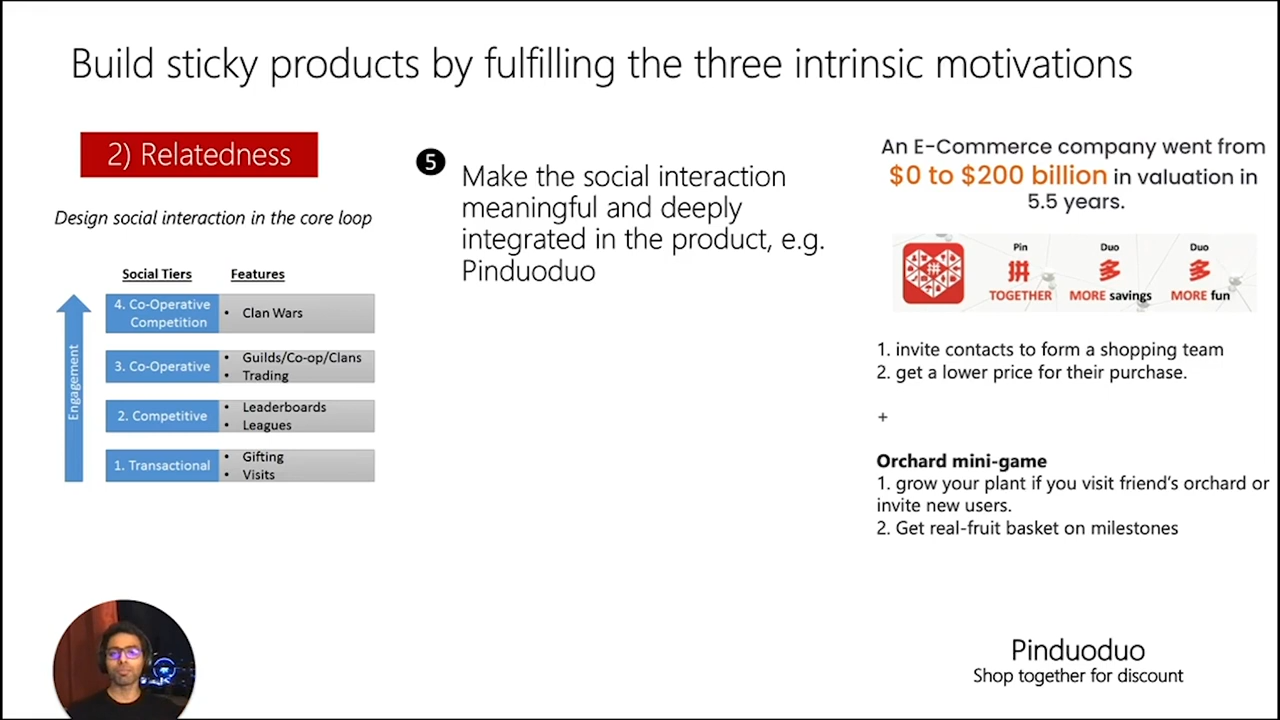 Build sticky products by fulfilling the three intrinsic motivations
2) Relatedness
Design social interaction in the core loop
Social Tiers Features
Engagement
4. Co-Operative
Competition
• Clan Wars
3. Co-Operative
• Guilds/Co-op/Clans
• Trading
2. Competitive
• Leaderboards
• Leagues
1. Transactional
• Gifting
• Visits
5
Make the social interaction
meaningful and deeply
integrated in the product, e.g.
Pinduoduo
An E-Commerce company went from
$0 to $200 billion in valuation in
5.5 years.
拼
Pin Duo Duo
拼 多 多
TOGETHER MORE savings MORE fun
1. invite contacts to form a shopping team
2. get a lower price for their purchase.
+
Orchard mini-game
1. grow your plant if you visit friend's orchard or
invite new users.
2. Get real-fruit basket on milestones
Pinduoduo
Shop together for discount